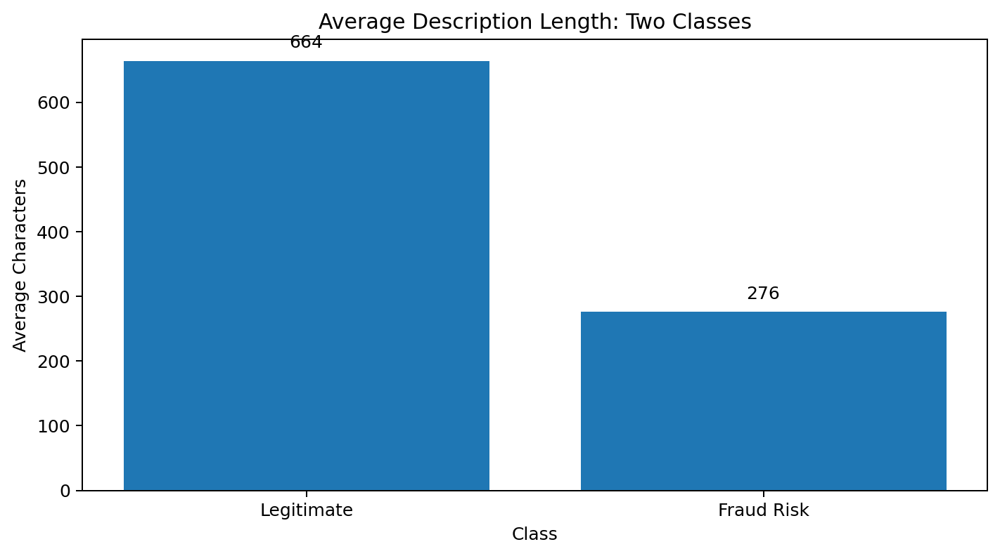 Average Description Length: Two Classes
664
600
500
400
300
200
100
0
Average Characters
276
Legitimate
Fraud Risk
Class